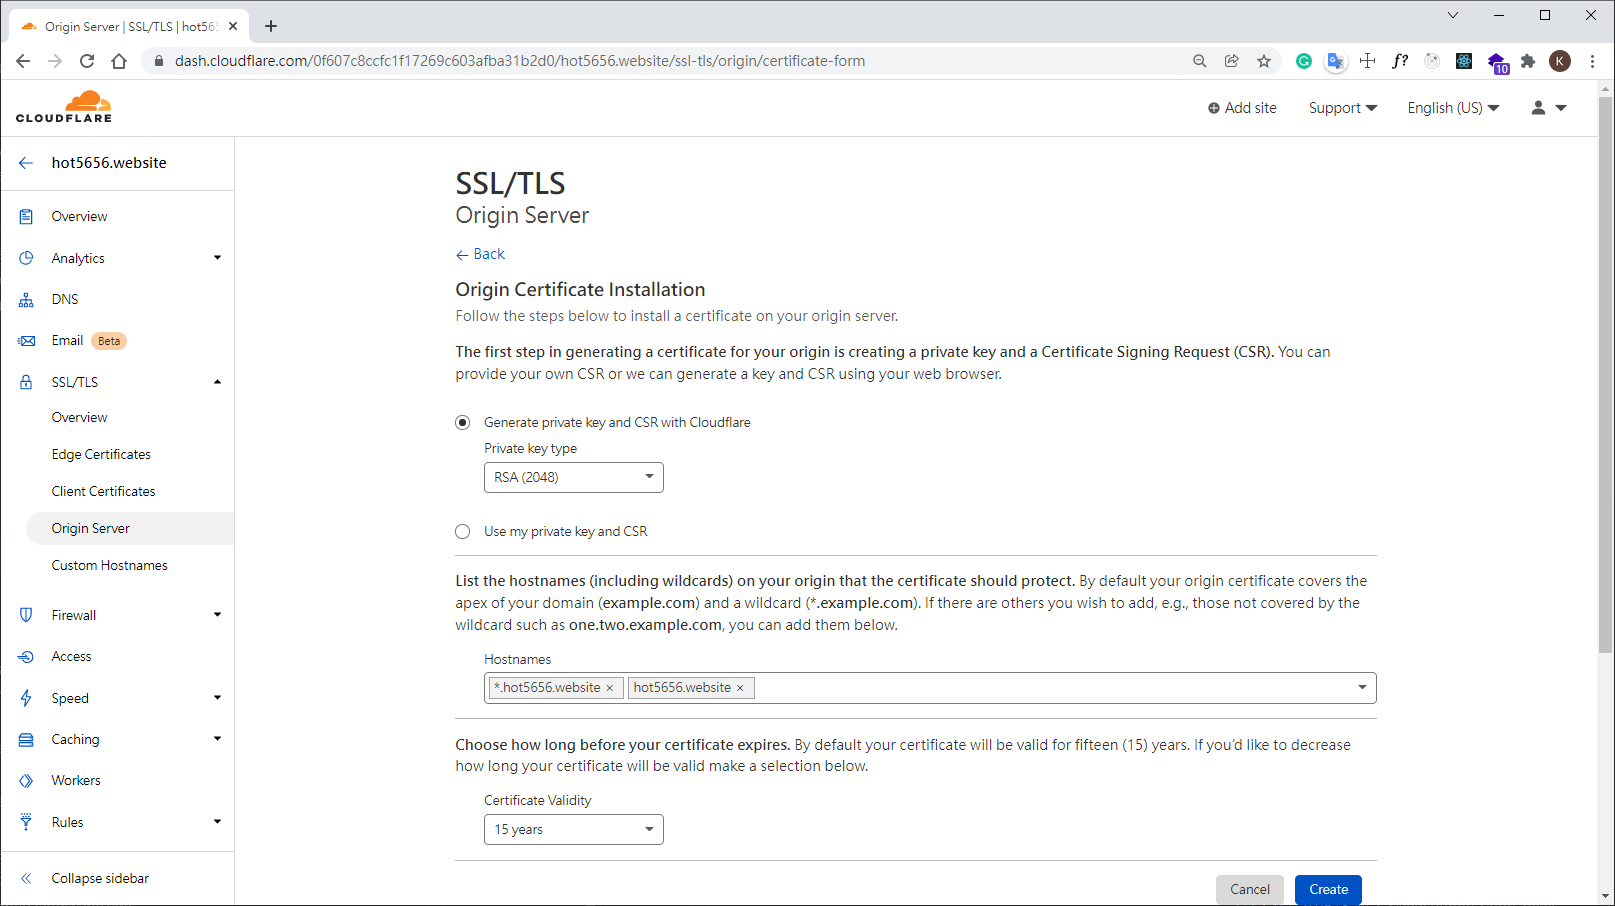 Origin Server | SSL/TLS | hot565
dash.cloudflare.com/0f607c8ccfc1f17269c603afba31b2d0/hot5656.website/ssl-tls/origin/certificate-form
f?
10
K
CLOUDFLARE
Add site
Support
English (US)
hot5656.website
Overview
Analytics
DNS
Email Beta
SSL/TLS
Overview
Edge Certificates
Client Certificates
Origin Server
Custom Hostnames
Firewall
Access
Speed
Caching
Workers
Rules
Collapse sidebar
SSL/TLS
Origin Server
← Back
Origin Certificate Installation
Follow the steps below to install a certificate on your origin server.
The first step in generating a certificate for your origin is creating a private key and a Certificate Signing Request (CSR). You can
provide your own CSR or we can generate a key and CSR using your web browser.
Generate private key and CSR with Cloudflare
Private key type
RSA (2048)
Use my private key and CSR
List the hostnames (including wildcards) on your origin that the certificate should protect. By default your origin certificate covers the
apex of your domain (example.com) and a wildcard (*.example.com). If there are others you wish to add, e.g., those not covered by the
wildcard such as one.two.example.com, you can add them below.
Hostnames
*.hot5656.website × hot5656.website ×
Choose how long before your certificate expires. By default your certificate will be valid for fifteen (15) years. If you'd like to decrease
how long your certificate will be valid make a selection below.
Certificate Validity
15 years
Cancel
Create